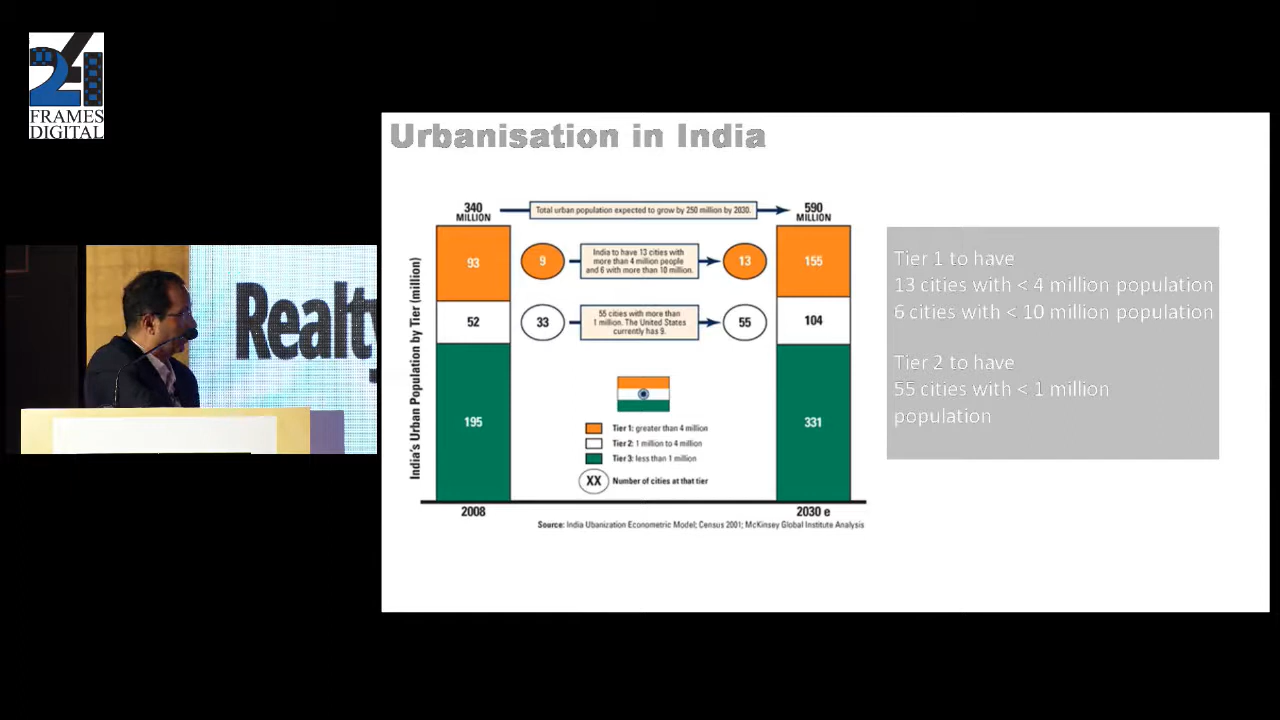 24
FRAMES
DIGITAL
Realty
Urbanisation in India
340
MILLION
Total urban population expected to grow by 250 million by 2030.
590
MILLION
India's Urban Population by Tier (million)
93
9
India to have 13 cities with
more than 4 million people
and 6 with more than 10 million.
13
155
52
33
55 cities with more than
1 million. The United States
currently has 9.
55
104
195
331
Tier 1: greater than 4 million
Tier 2: 1 million to 4 million
Tier 3: less than 1 million
XX Number of cities at that tier
2008
2030 e
Source: India Ubanization Econometric Model; Census 2001; McKinsey Global Institute Analysis
Tier 1 to have
13 cities with < 4 million population
6 cities with < 10 million population
Tier 2 to have
55 cities with < 1 million
population